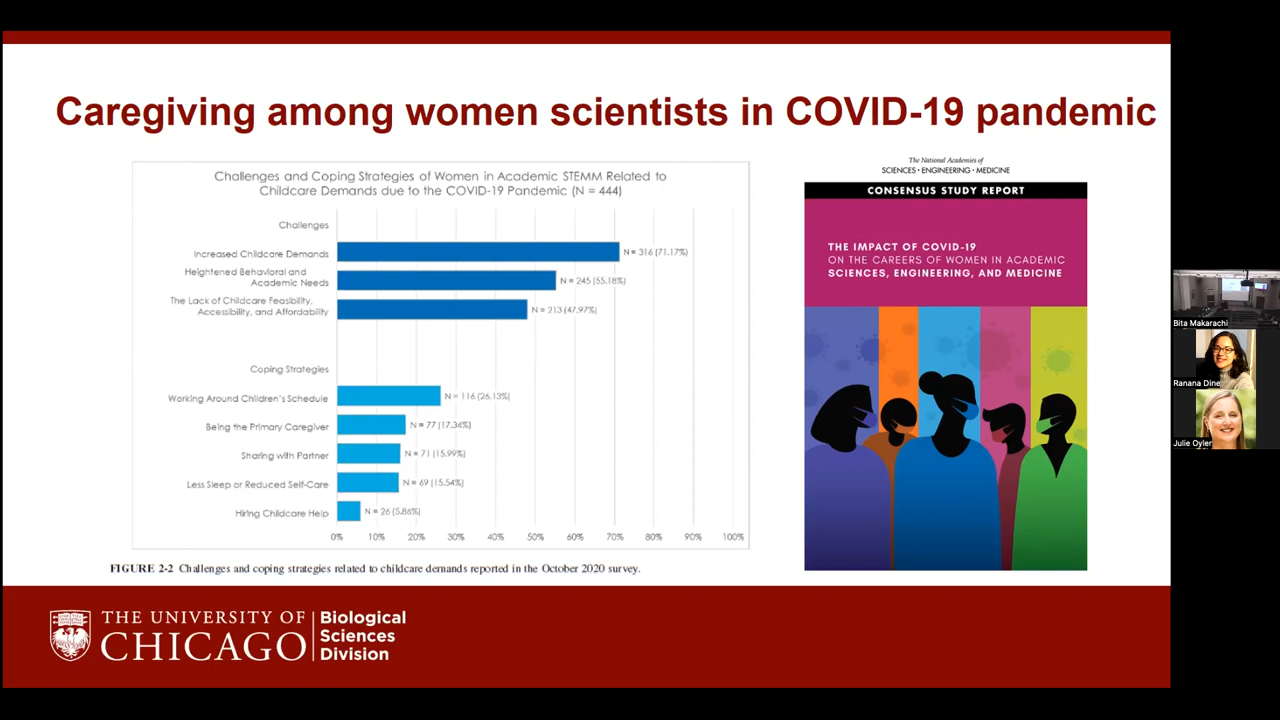 Caregiving among women scientists in COVID-19 pandemic
Challenges and Coping Strategies of Women in Academic STEMM Related to
Childcare Demands due to the COVID-19 Pandemic (N = 444)
Challenges
Increased Childcare Demands
N = 316 (71.17%)
Heightened Behavioral and
Academic Needs
N = 245 (55.18%)
The Lack of Childcare Feasibility,
Accessibility, and Affordability
N = 213 (47.97%)
Coping Strategies
Working Around Children's Schedule
N = 116 (26.13%)
Being the Primary Caregiver
N = 77 (17.34%)
Sharing with Partner
N = 71 (15.99%)
Less Sleep or Reduced Self-Care
N = 69 (15.54%)
Hiring Childcare Help
N = 26 (5.86%)
0% 10% 20% 30% 40% 50% 60% 70% 80% 90% 100%
FIGURE 2-2 Challenges and coping strategies related to childcare demands reported in the October 2020 survey.
The National Academies of
SCIENCES • ENGINEERING • MEDICINE
CONSENSUS STUDY REPORT
THE IMPACT OF COVID-19
ON THE CAREERS OF WOMEN IN ACADEMIC
SCIENCES, ENGINEERING, AND MEDICINE
Bita Makarachi
Ranana Dine
Julie Oyler
THE UNIVERSITY OF
CHICAGO
Biological
Sciences
Division